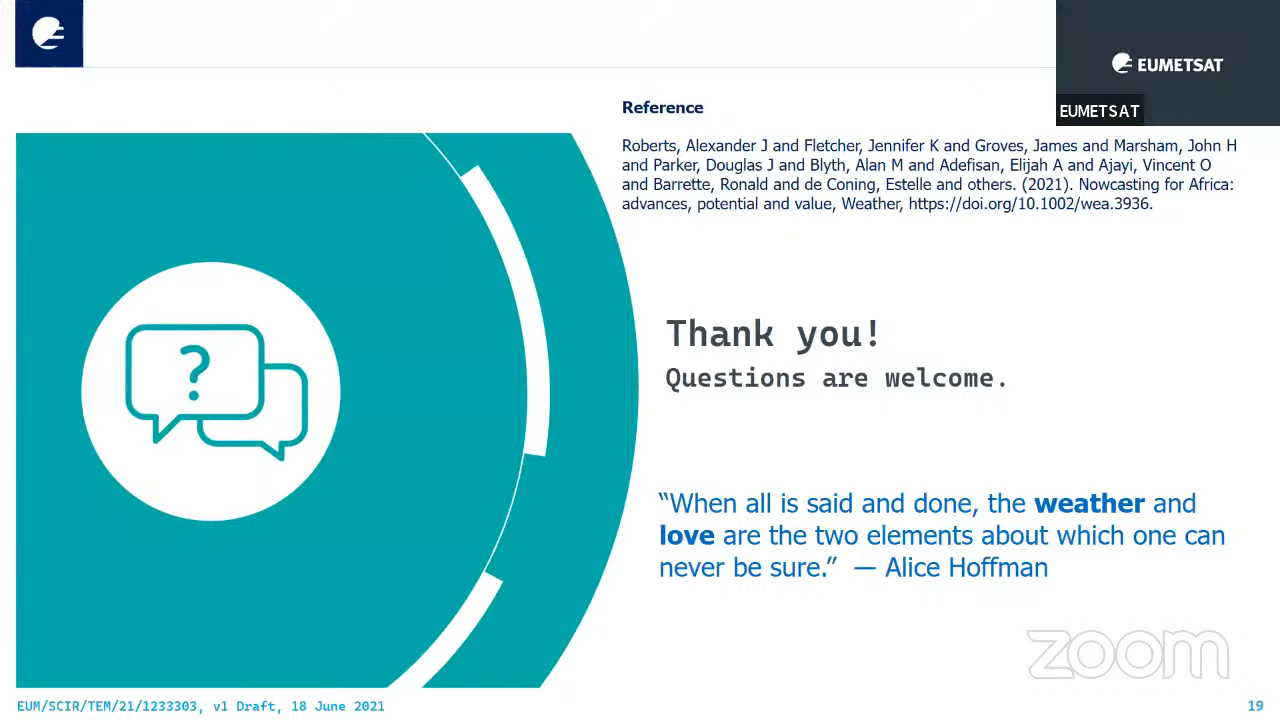 EUMETSAT
EUMETSAT
Reference
Roberts, Alexander J and Fletcher, Jennifer K and Groves, James and Marsham, John H
and Parker, Douglas J and Blyth, Alan M and Adefisan, Elijah A and Ajayi, Vincent O
and Barrette, Ronald and de Coning, Estelle and others. (2021). Nowcasting for Africa:
advances, potential and value, Weather, https://doi.org/10.1002/wea.3936.
?
Thank you!
Questions are welcome.
“When all is said and done, the weather and
love are the two elements about which one can
never be sure.” — Alice Hoffman
zoom
EUM/SCIR/TEM/21/1233303, v1 Draft, 18 June 2021
19